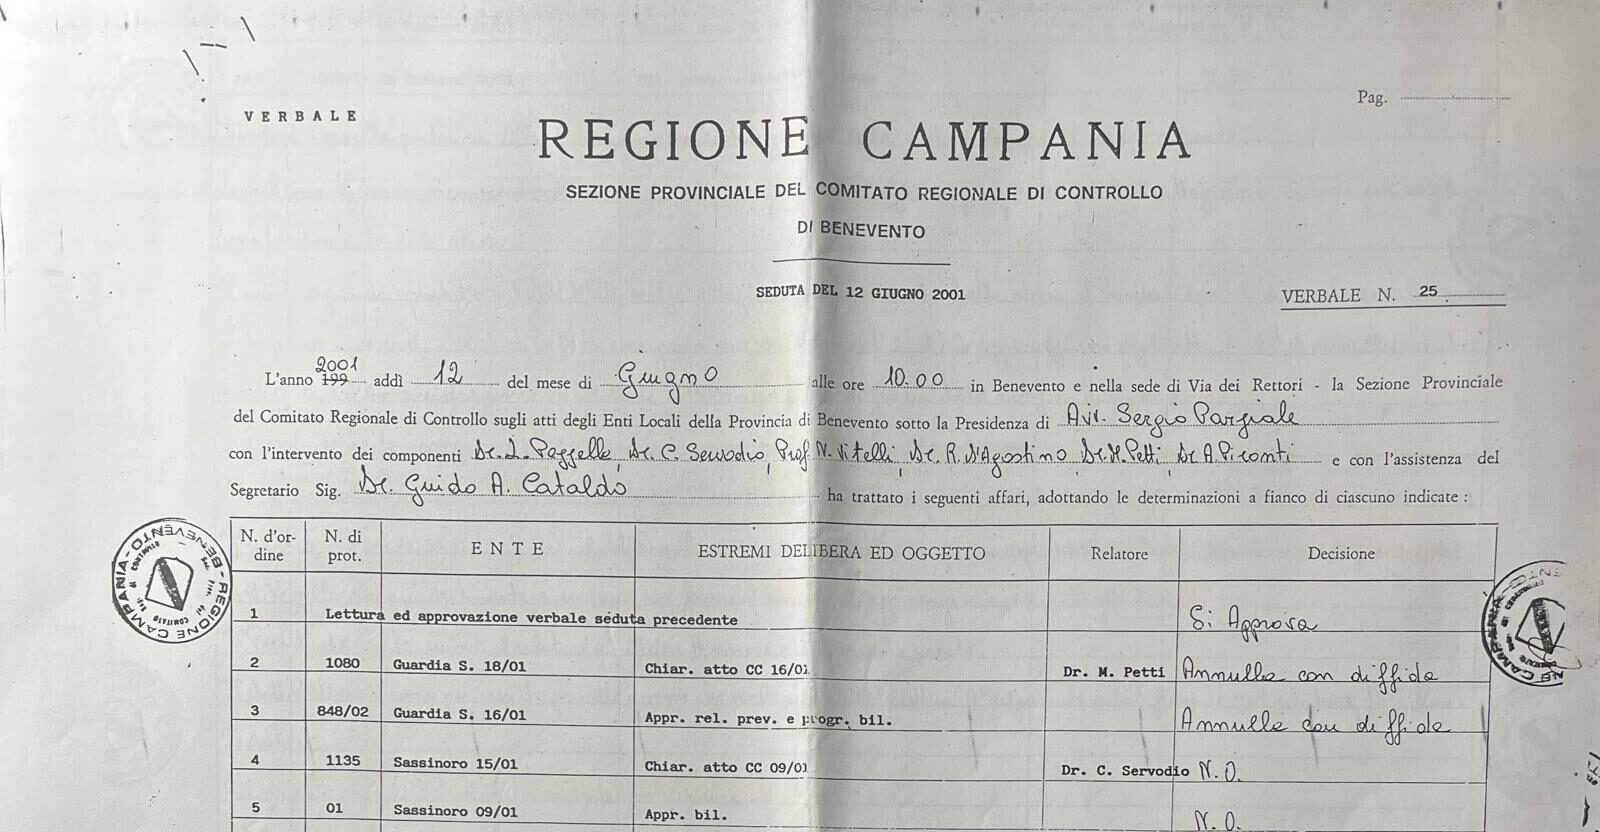 VERBALE
Pag.
REGIONE CAMPANIA
SEZIONE PROVINCIALE DEL COMITATO REGIONALE DI CONTROLLO
DI BENEVENTO
SEDUTA DEL 12 GIUGNO 2001
VERBALE N. 25
L'anno 199 2001 addì 12 del mese di Giugno alle ore 10.00 in Benevento e nella sede di Via dei Rettori - la Sezione Provinciale
del Comitato Regionale di Controllo sugli atti degli Enti Locali della Provincia di Benevento sotto la Presidenza di Avv. Sergio
con l'intervento dei componenti Dr. C. Servodio, Prof. N. Vitelli, Dr. R. D'Agostino, Dr. M. Petti, Dr. A. e con l'assistenza del
Segretario Sig. Dr. Guido A. Cataldo ha trattato i seguenti affari, adottando le determinazioni a fianco di ciascuno indicate :
N. d'ordine N. di prot. ENTE ESTREMI DELIBERA ED OGGETTO Relatore Decisione
1 Lettura ed approvazione verbale seduta precedente Si Approva
2 1080 Guardia S. 18/01 Chiar. atto CC 16/01 Dr. M. Petti Annulla con diffida
3 848/02 Guardia S. 16/01 Appr. rel. prev. e progr. bil. Annulla con diffida
4 1135 Sassinoro 15/01 Chiar. atto CC 09/01 Dr. C. Servodio N.O.
5 01 Sassinoro 09/01 Appr. bil. N.O.
REGIONE CAMPANIA - BENEVENTO